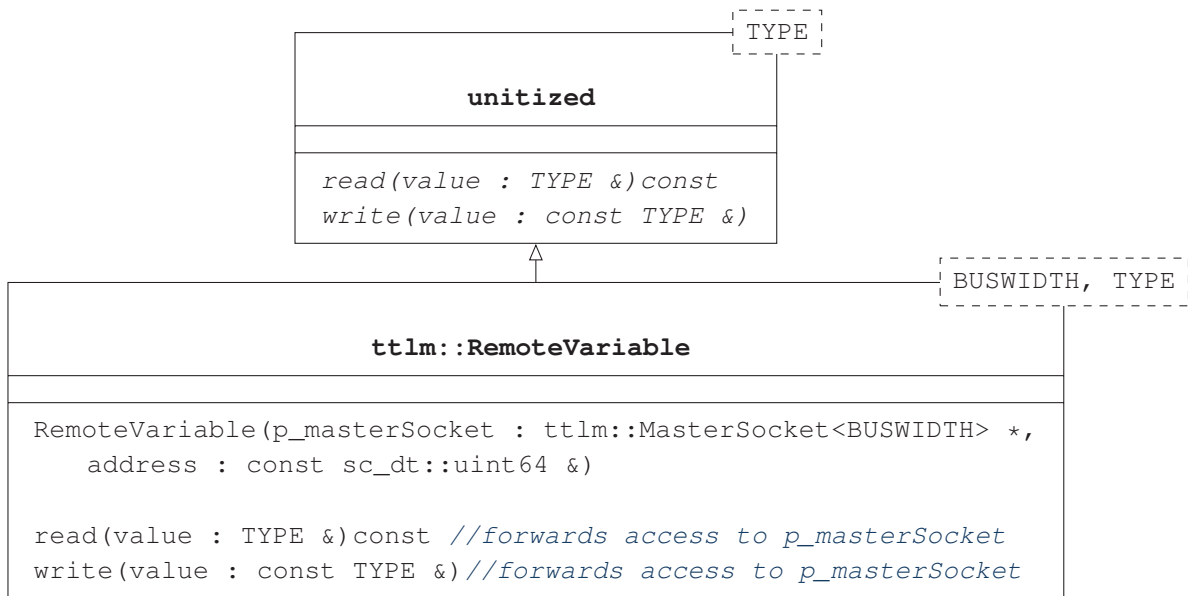 TYPE
unitized
read(value : TYPE &)const
write(value : const TYPE &)
BUSWIDTH, TYPE
ttlm::RemoteVariable
RemoteVariable(p_masterSocket : ttlm::MasterSocket<BUSWIDTH> *,
address : const sc_dt::uint64 &)
read(value : TYPE &)const //forwards access to p_masterSocket
write(value : const TYPE &)//forwards access to p_masterSocket